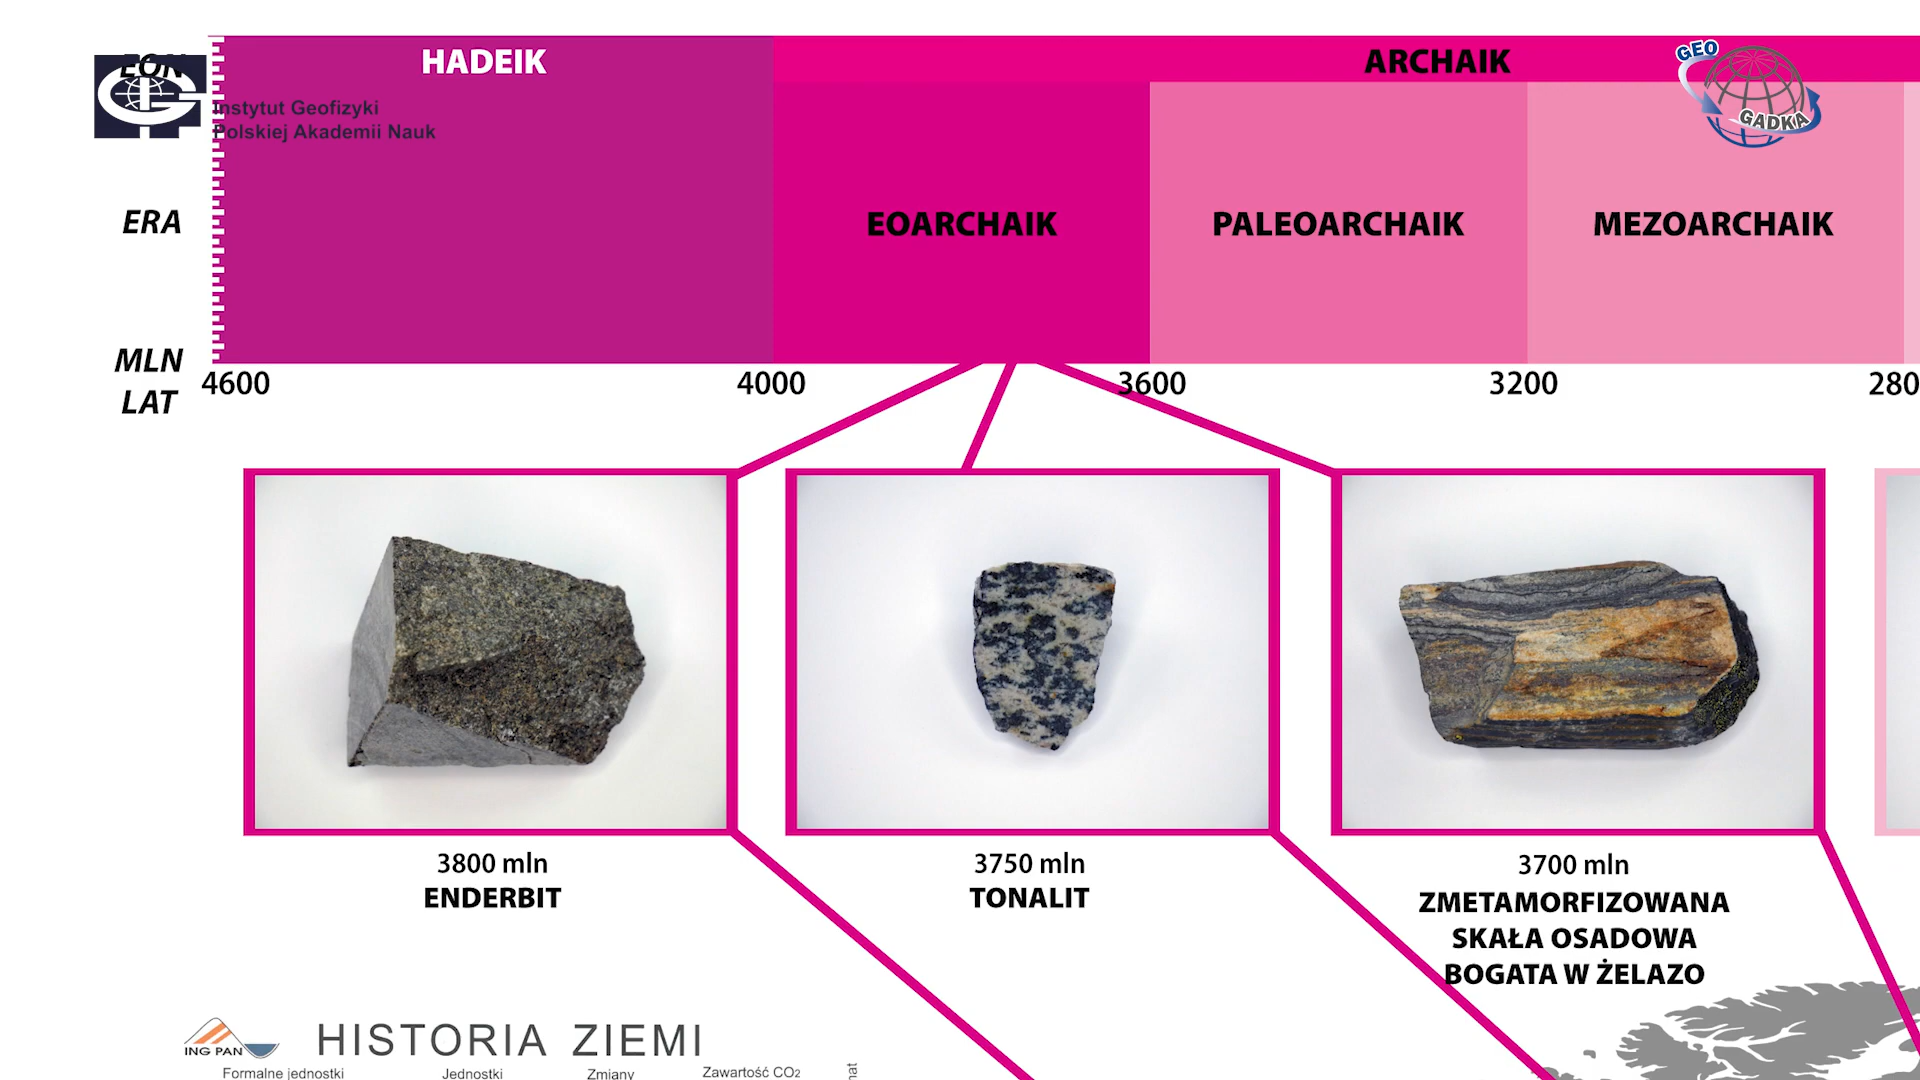 EON
HADEIK
ARCHAIK
GEO
GADKA
Instytut Geofizyki
Polskiej Akademii Nauk
ERA
EOARCHAIK
PALEOARCHAIK
MEZOARCHAIK
MLN
LAT
4600
4000
3600
3200
280
3800 mln
ENDERBIT
3750 mln
TONALIT
3700 mln
ZMETAMORFIZOWANA
SKAŁA OSADOWA
BOGATA W ŻELAZO
ING PAN
HISTORIA ZIEMI
Formalne jednostki
Jednostki
Zmiany
Zawartość CO2